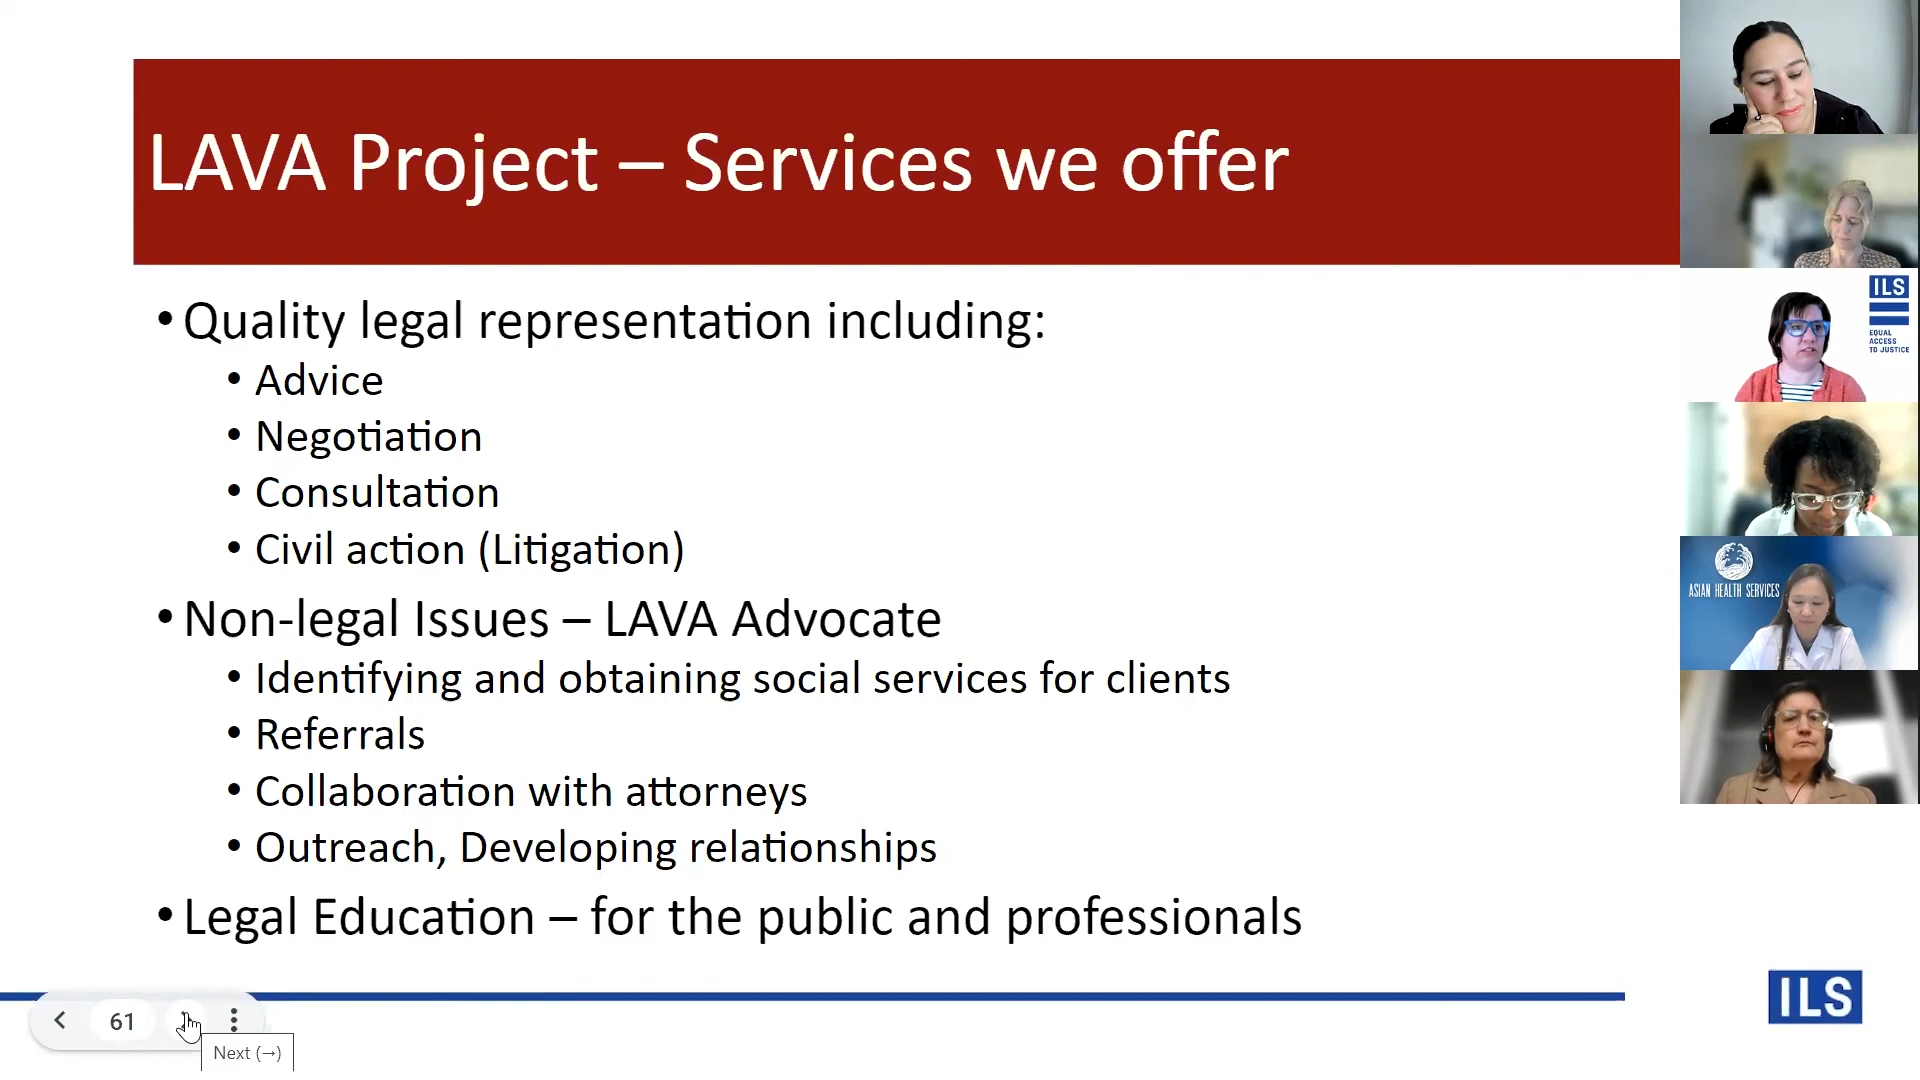 LAVA Project – Services we offer
• Quality legal representation including:
• Advice
• Negotiation
• Consultation
• Civil action (Litigation)
• Non-legal Issues – LAVA Advocate
• Identifying and obtaining social services for clients
• Referrals
• Collaboration with attorneys
• Outreach, Developing relationships
• Legal Education – for the public and professionals
ILS
EQUAL
ACCESS
TO JUSTICE
ASIAN HEALTH SERVICES
ILS
61
Next (→)